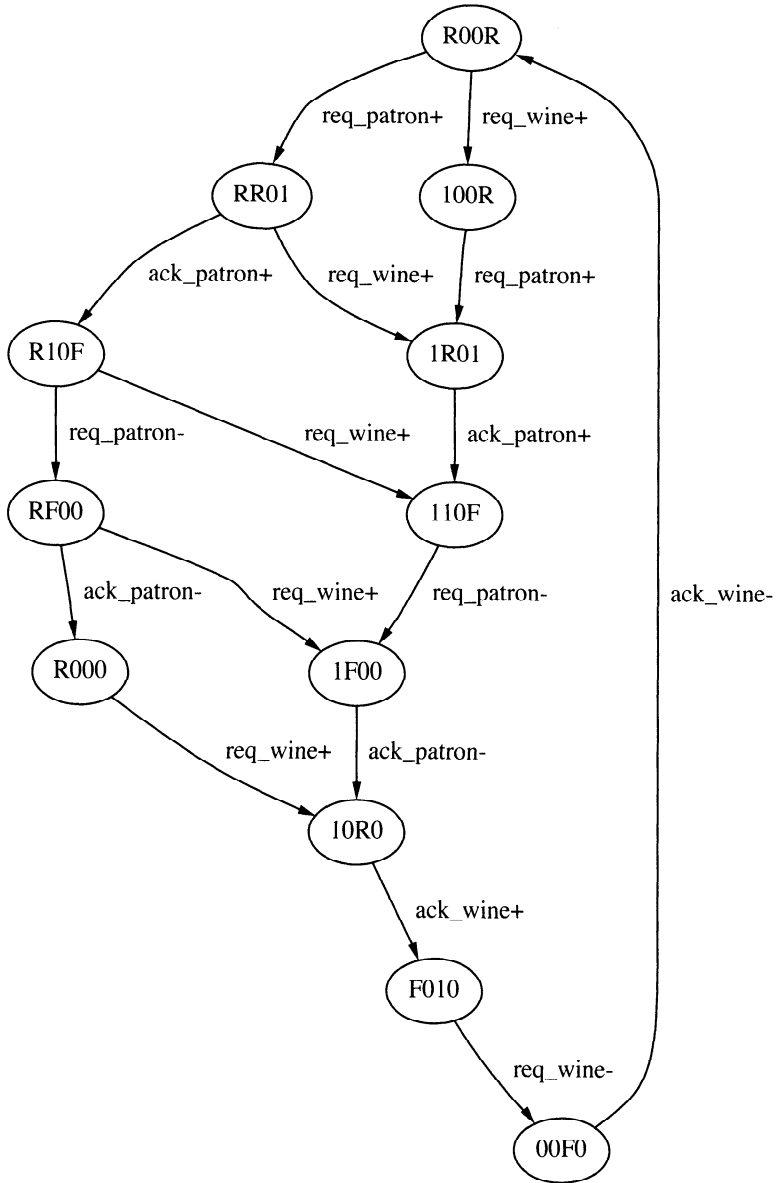 R00R
req_patron+
req_wine+
RR01
100R
ack_patron+
req_wine+
req_patron+
R10F
1R01
req_patron-
req_wine+
ack_patron+
RF00
110F
ack_patron-
req_wine+
req_patron-
ack_wine-
R000
1F00
req_wine+
ack_patron-
10R0
ack_wine+
F010
req_wine-
00F0